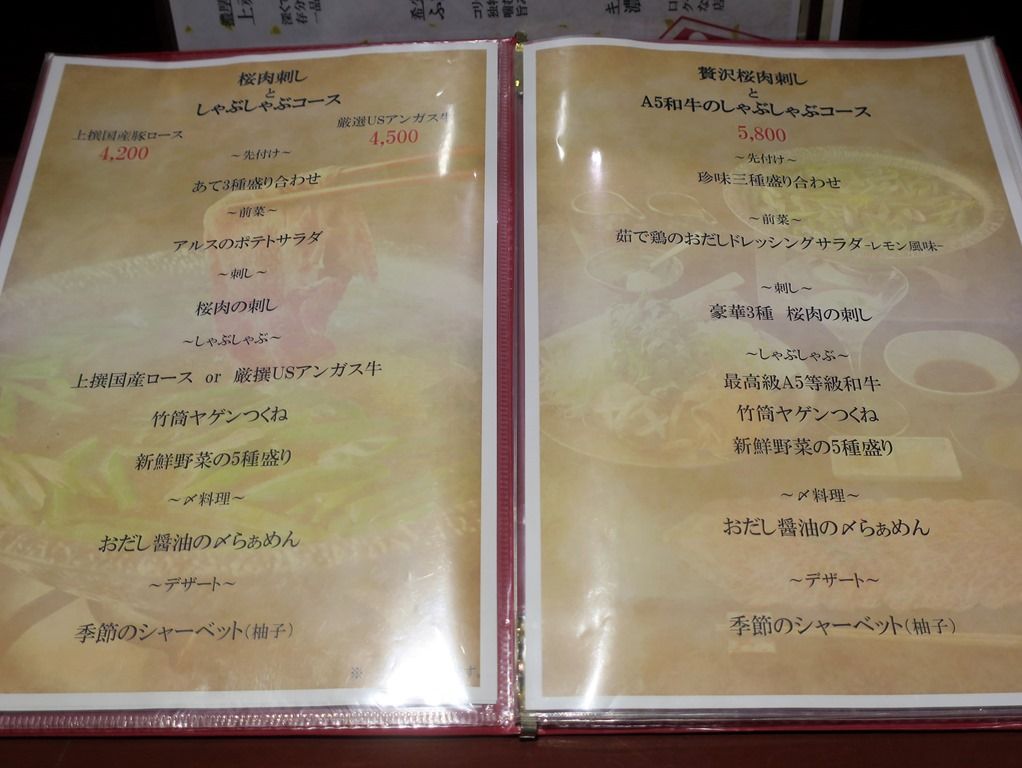 桜肉刺し
と
しゃぶしゃぶコース
上撰国産豚ロース
4,200
厳選USアンガス牛
4,500
～先付け～
あて3種盛り合わせ
～前菜～
アルスのポテトサラダ
～刺し～
桜肉の刺し
～しゃぶしゃぶ～
上撰国産ロース or 厳撰USアンガス牛
竹筒ヤゲンつくね
新鮮野菜の5種盛り
～〆料理～
おだし醤油の〆らぁめん
～デザート～
季節のシャーベット(柚子)
※
贅沢桜肉刺し
と
A5和牛のしゃぶしゃぶコース
5,800
～先付け～
珍味三種盛り合わせ
～前菜～
茹で鶏のおだしドレッシングサラダ-レモン風味-
～刺し～
豪華3種 桜肉の刺し
～しゃぶしゃぶ～
最高級A5等級和牛
竹筒ヤゲンつくね
新鮮野菜の5種盛り
～〆料理～
おだし醤油の〆らぁめん
～デザート～
季節のシャーベット(柚子)